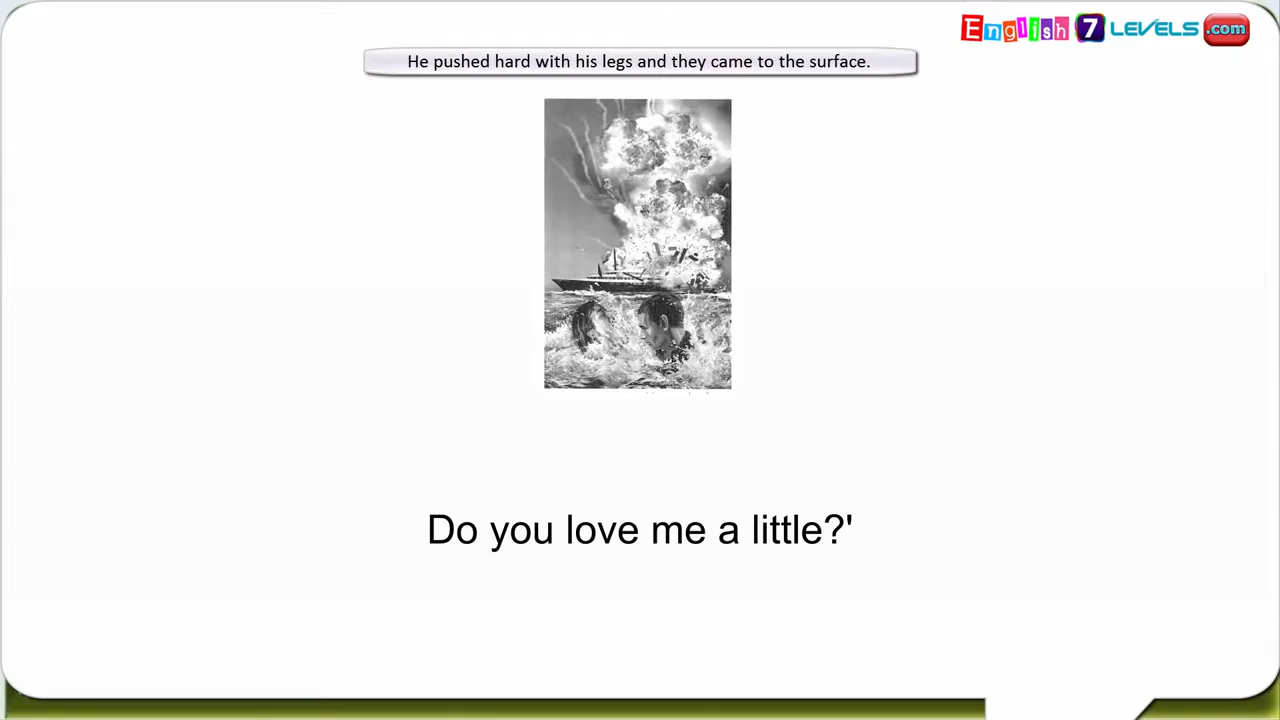 English 7 LEVELS .com
He pushed hard with his legs and they came to the surface.
Do you love me a little?'